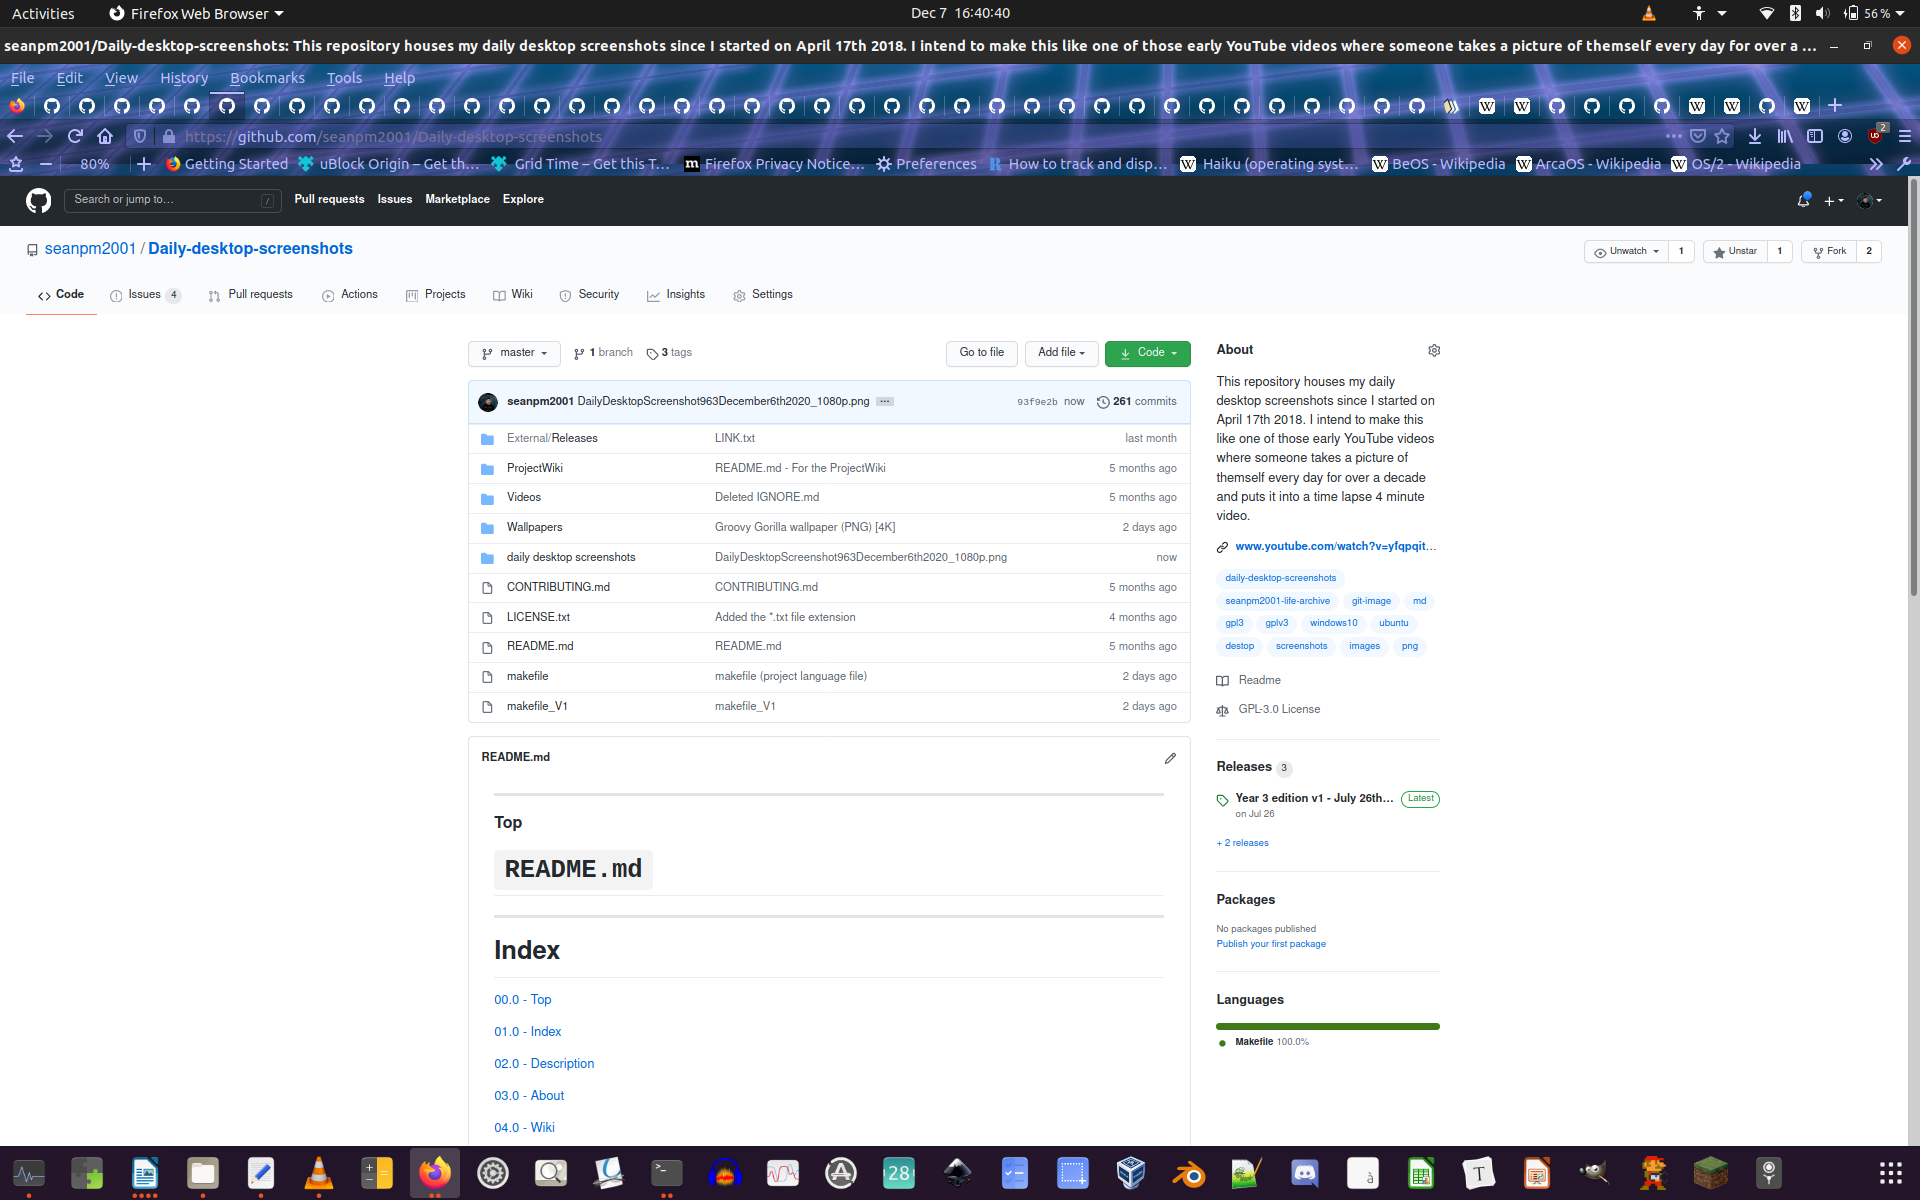 Activities Firefox Web Browser Dec 7 16:40:40 56 %
seanpm2001/Daily-desktop-screenshots: This repository houses my daily desktop screenshots since I started on April 17th 2018. I intend to make this like one of those early YouTube videos where someone takes a picture of themself every day for over a ...
File Edit View History Bookmarks Tools Help
https://github.com/seanpm2001/Daily-desktop-screenshots 2
80% Getting Started uBlock Origin – Get th… Grid Time – Get this T… Firefox Privacy Notice… Preferences How to track and disp… Haiku (operating syst… BeOS - Wikipedia ArcaOS - Wikipedia OS/2 - Wikipedia
Search or jump to… / Pull requests Issues Marketplace Explore
seanpm2001 / Daily-desktop-screenshots
Unwatch 1 Unstar 1 Fork 2
Code Issues 4 Pull requests Actions Projects Wiki Security Insights Settings
master 1 branch 3 tags Go to file Add file Code
seanpm2001 DailyDesktopScreenshot963December6th2020_1080p.png ... 93f9e2b now 261 commits
External/Releases LINK.txt last month
ProjectWiki README.md - For the ProjectWiki 5 months ago
Videos Deleted IGNORE.md 5 months ago
Wallpapers Groovy Gorilla wallpaper (PNG) [4K] 2 days ago
daily desktop screenshots DailyDesktopScreenshot963December6th2020_1080p.png now
CONTRIBUTING.md CONTRIBUTING.md 5 months ago
LICENSE.txt Added the *.txt file extension 4 months ago
README.md README.md 5 months ago
makefile makefile (project language file) 2 days ago
makefile_V1 makefile_V1 2 days ago
README.md
Top
README.md
Index
00.0 - Top
01.0 - Index
02.0 - Description
03.0 - About
04.0 - Wiki
About
This repository houses my daily
desktop screenshots since I started on
April 17th 2018. I intend to make this
like one of those early YouTube videos
where someone takes a picture of
themself every day for over a decade
and puts it into a time lapse 4 minute
video.
www.youtube.com/watch?v=yfqpqit...
daily-desktop-screenshots
seanpm2001-life-archive git-image md
gpl3 gplv3 windows10 ubuntu
destop screenshots images png
Readme
GPL-3.0 License
Releases 3
Year 3 edition v1 - July 26th... Latest
on Jul 26
+ 2 releases
Packages
No packages published
Publish your first package
Languages
Makefile 100.0%
28